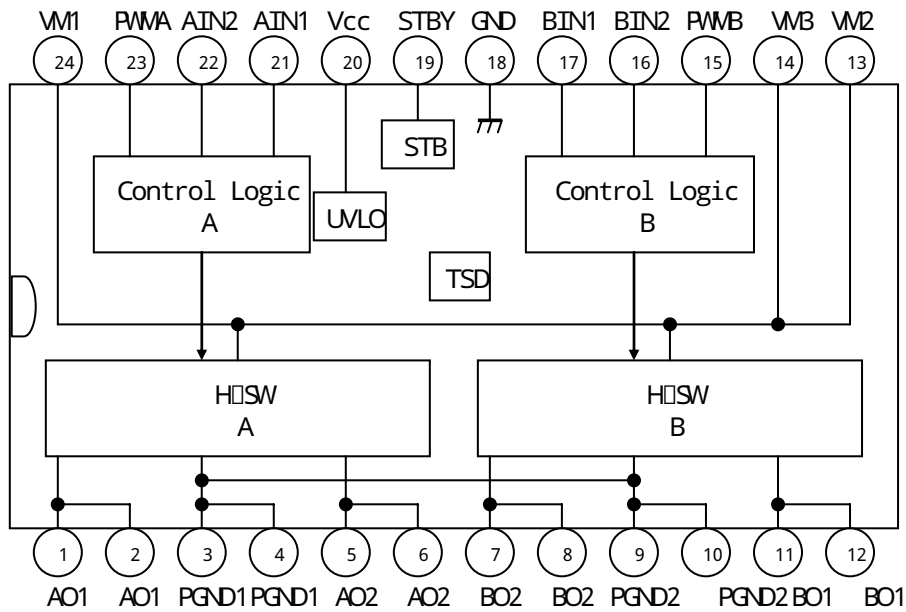 VM1 PWMA AIN2 AIN1 Vcc STBY GND BIN1 BIN2 PWMB VM3 VM2
24 23 22 21 20 19 18 17 16 15 14 13
STB
Control Logic
A
Control Logic
B
UVLO
TSD
H□SW
A
H□SW
B
1 2 3 4 5 6 7 8 9 10 11 12
AO1 AO1 PGND1 PGND1 AO2 AO2 BO2 BO2 PGND2 PGND2 BO1 BO1